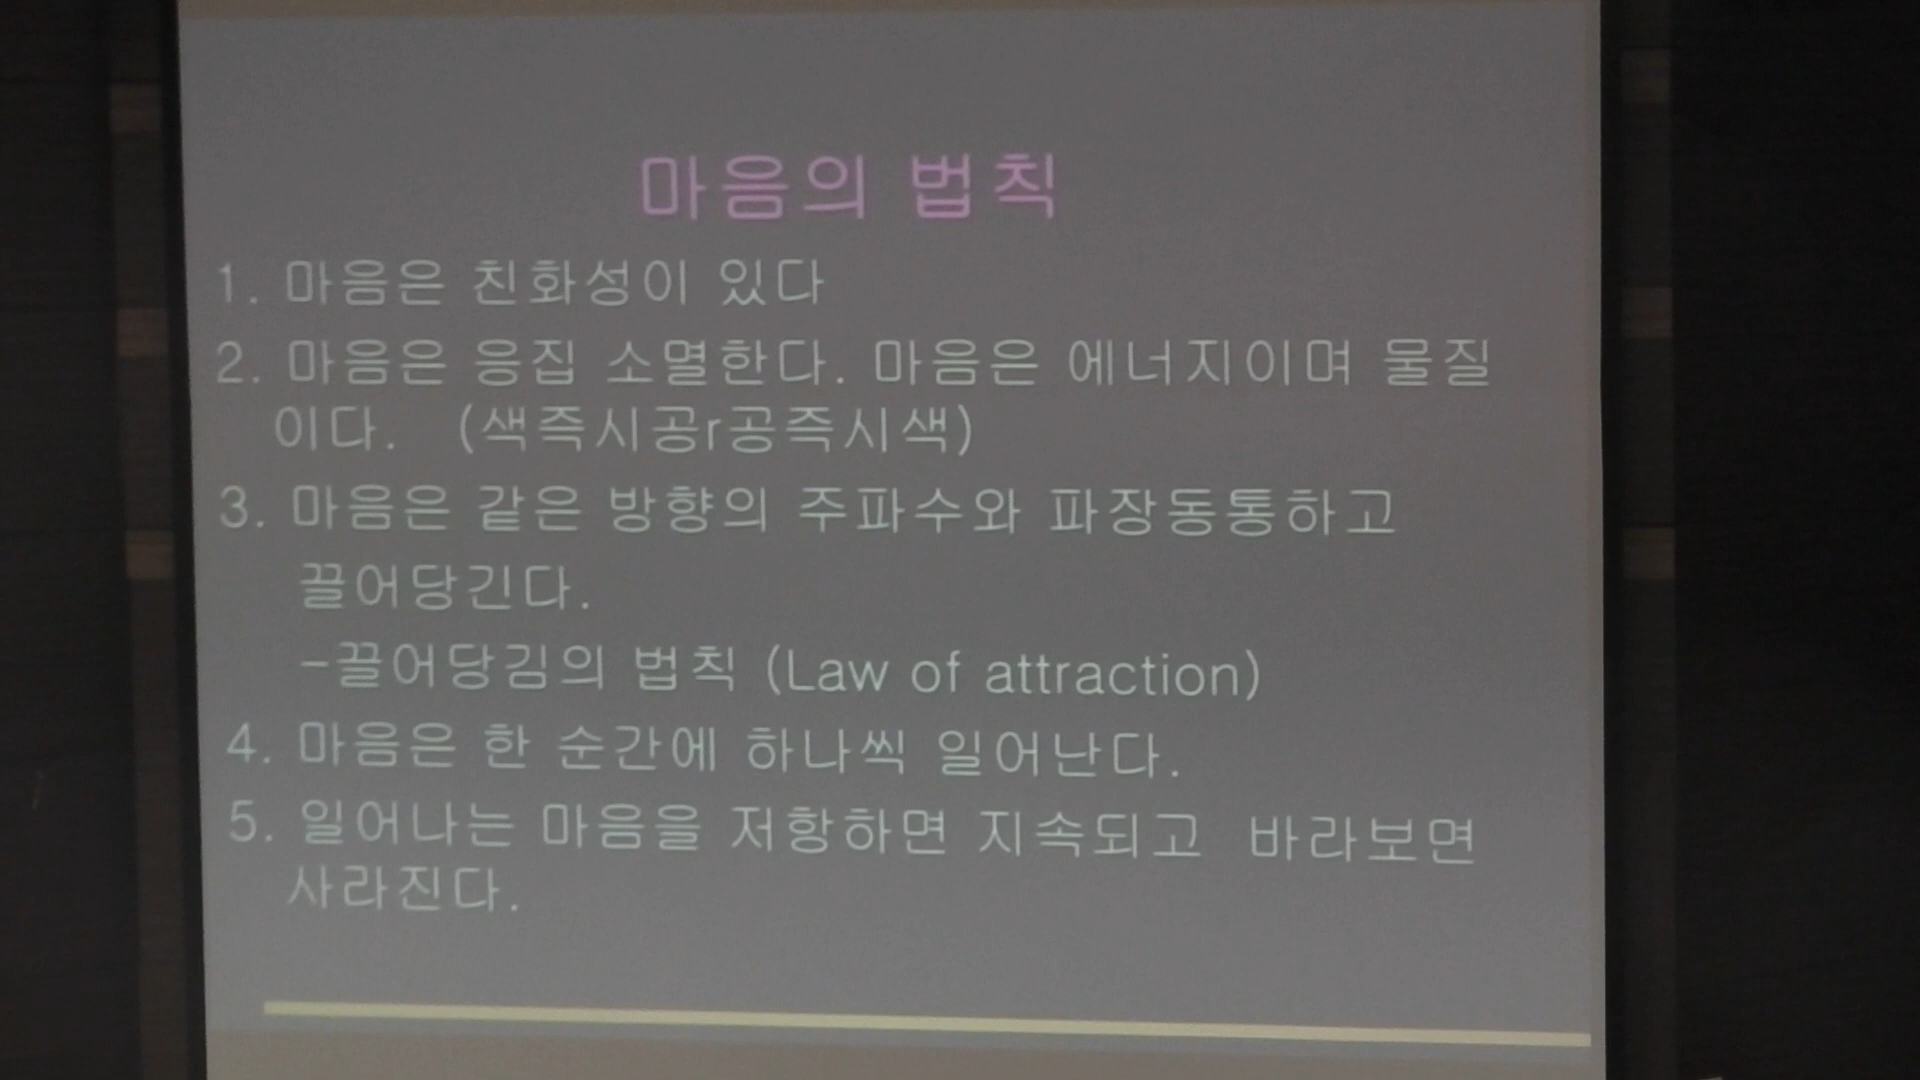 마음의 법칙
1. 마음은 친화성이 있다
2. 마음은 응집 소멸한다. 마음은 에너지이며 물질
이다. (색즉시공r공즉시색)
3. 마음은 같은 방향의 주파수와 파장동통하고
끌어당긴다.
-끌어당김의 법칙 (Law of attraction)
4. 마음은 한 순간에 하나씩 일어난다.
5. 일어나는 마음을 저항하면 지속되고 바라보면
사라진다.